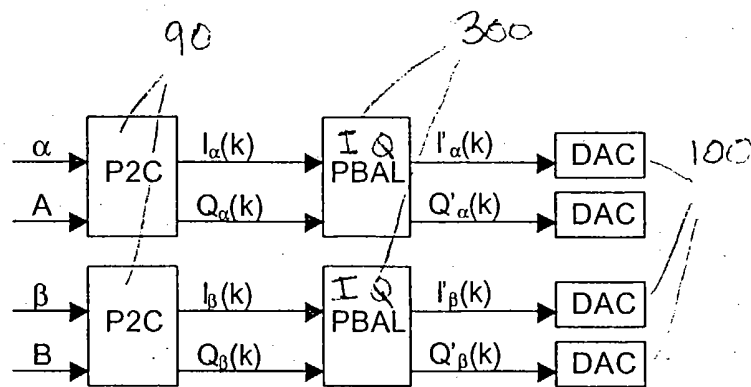 90 300
α P2C Iα(k) I Q PBAL I'α(k) DAC 100
A Qα(k) Q'α(k) DAC
β P2C Iβ(k) I Q PBAL I'β(k) DAC
B Qβ(k) Q'β(k) DAC